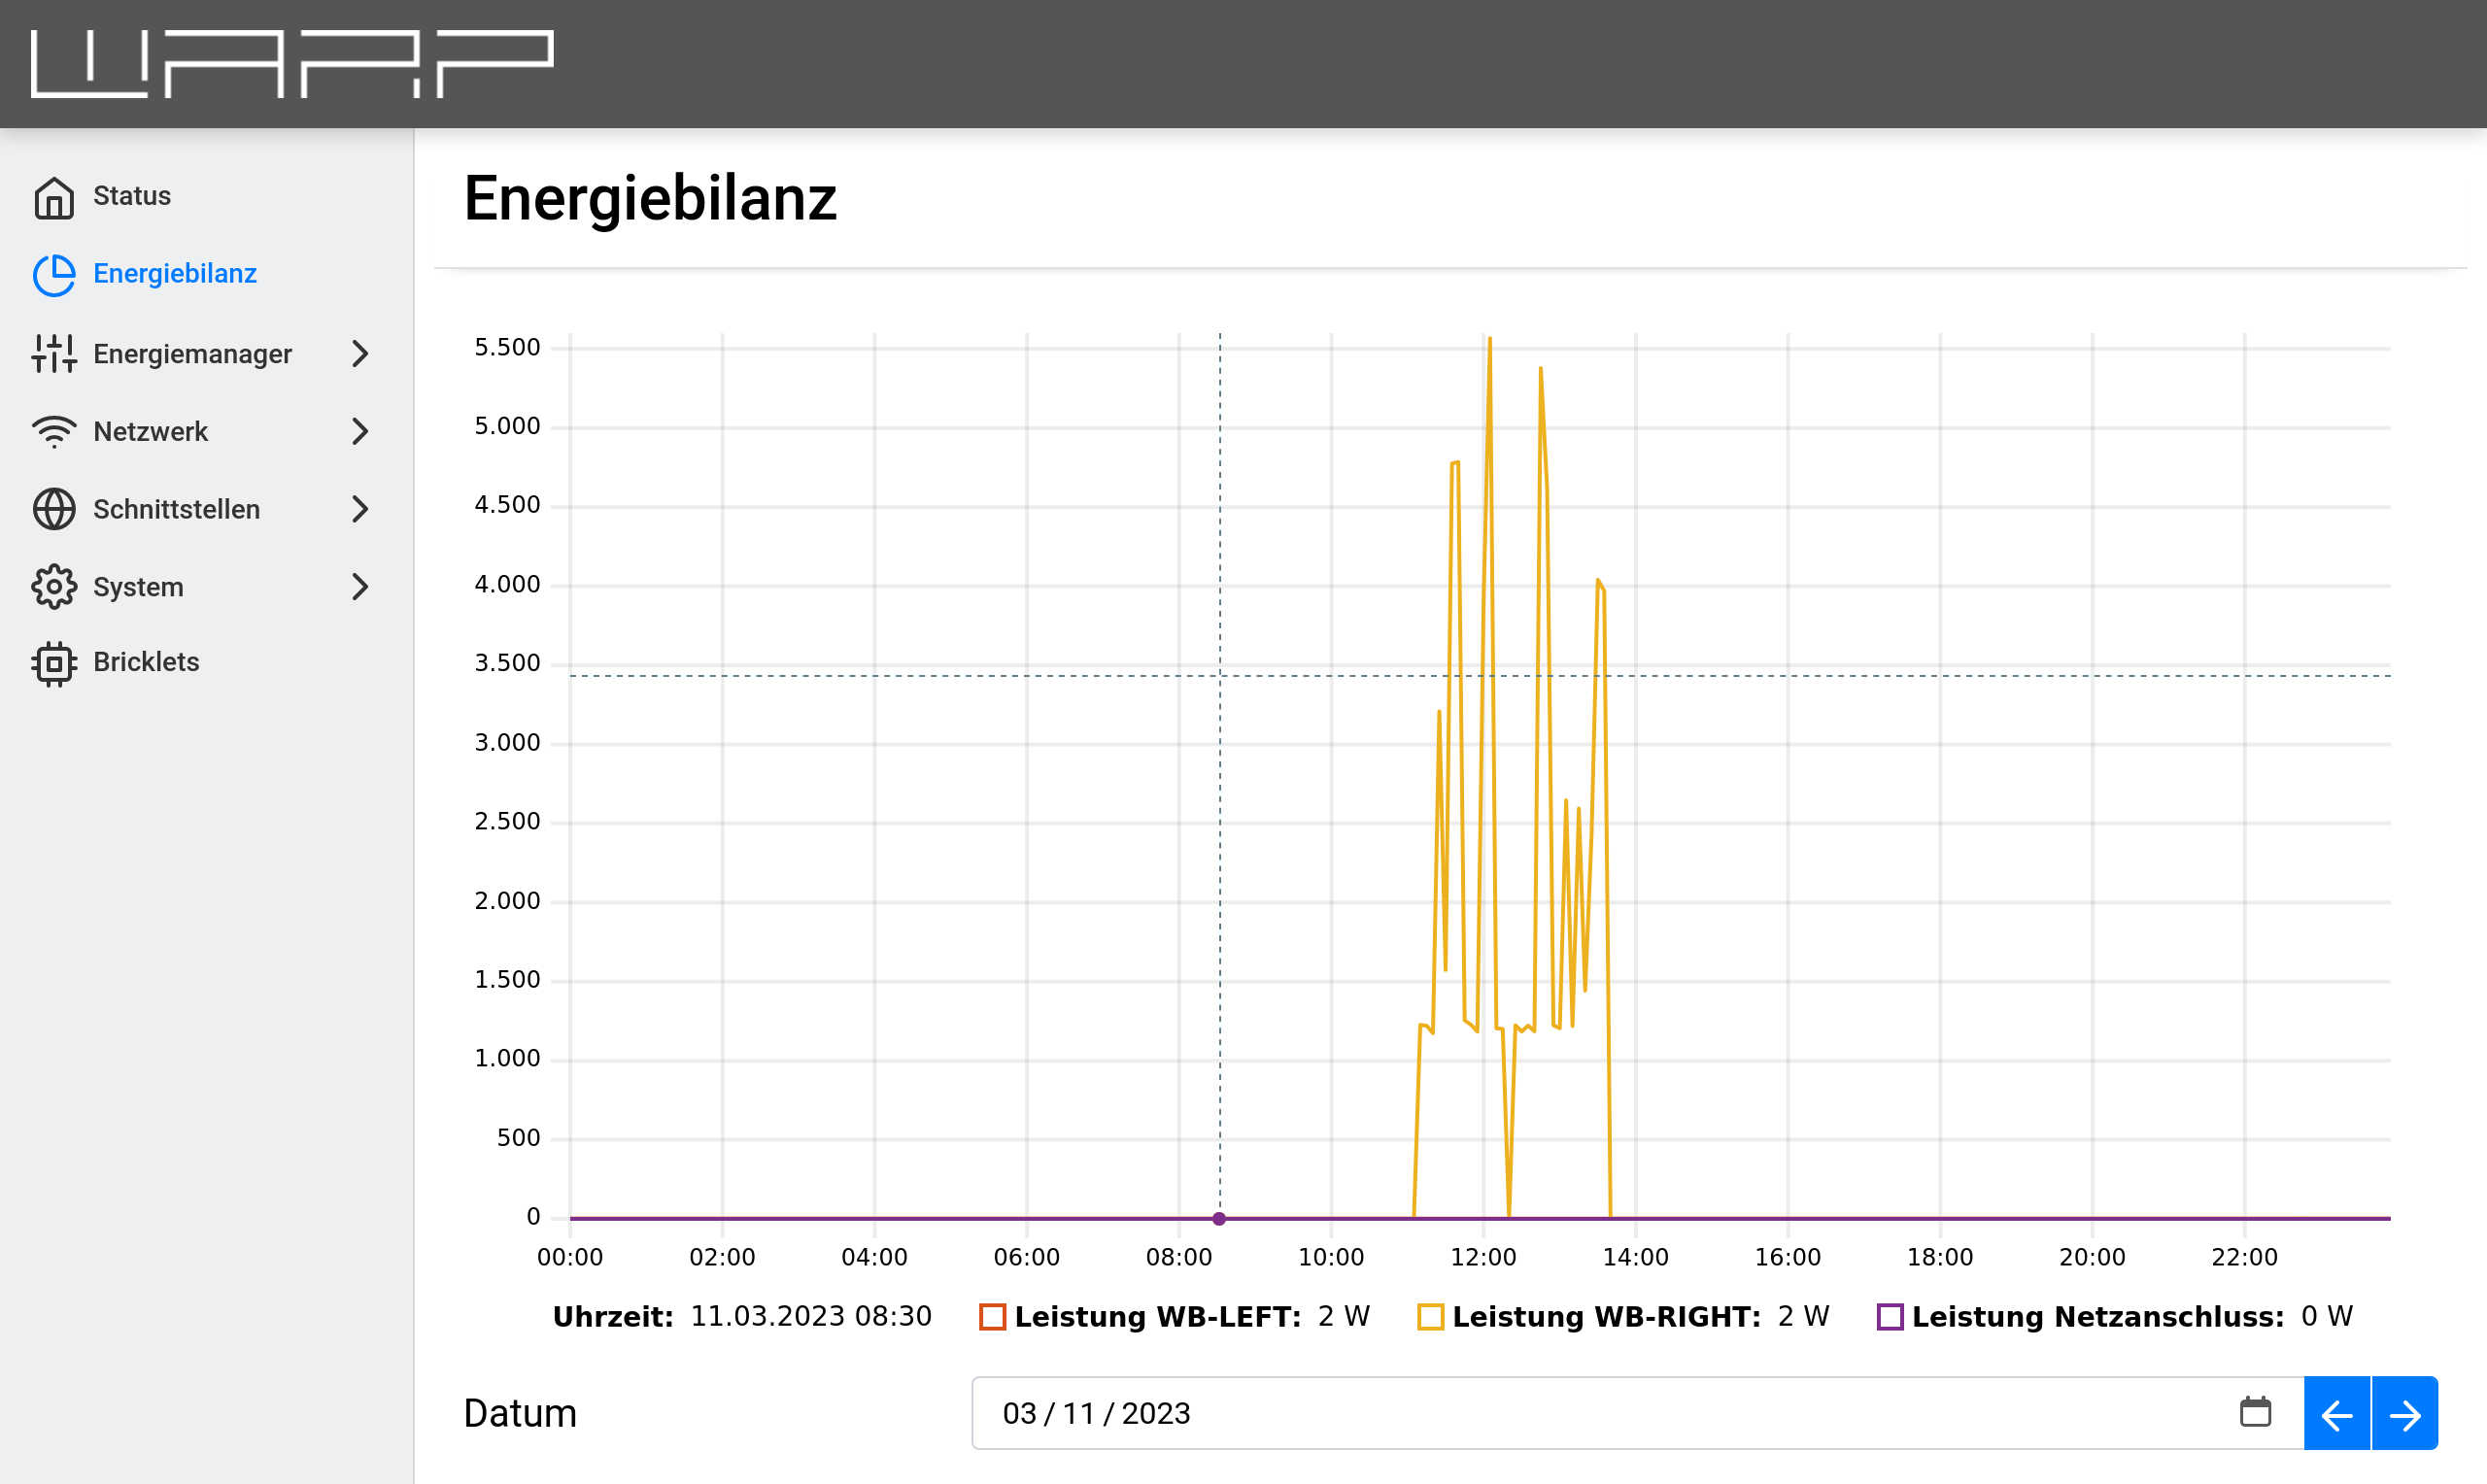 WARP
Status
Energiebilanz
Energiemanager
Netzwerk
Schnittstellen
System
Bricklets
Energiebilanz
5.500
5.000
4.500
4.000
3.500
3.000
2.500
2.000
1.500
1.000
500
0
00:00 02:00 04:00 06:00 08:00 10:00 12:00 14:00 16:00 18:00 20:00 22:00
Uhrzeit: 11.03.2023 08:30 Leistung WB-LEFT: 2 W Leistung WB-RIGHT: 2 W Leistung Netzanschluss: 0 W
Datum 03 / 11 / 2023